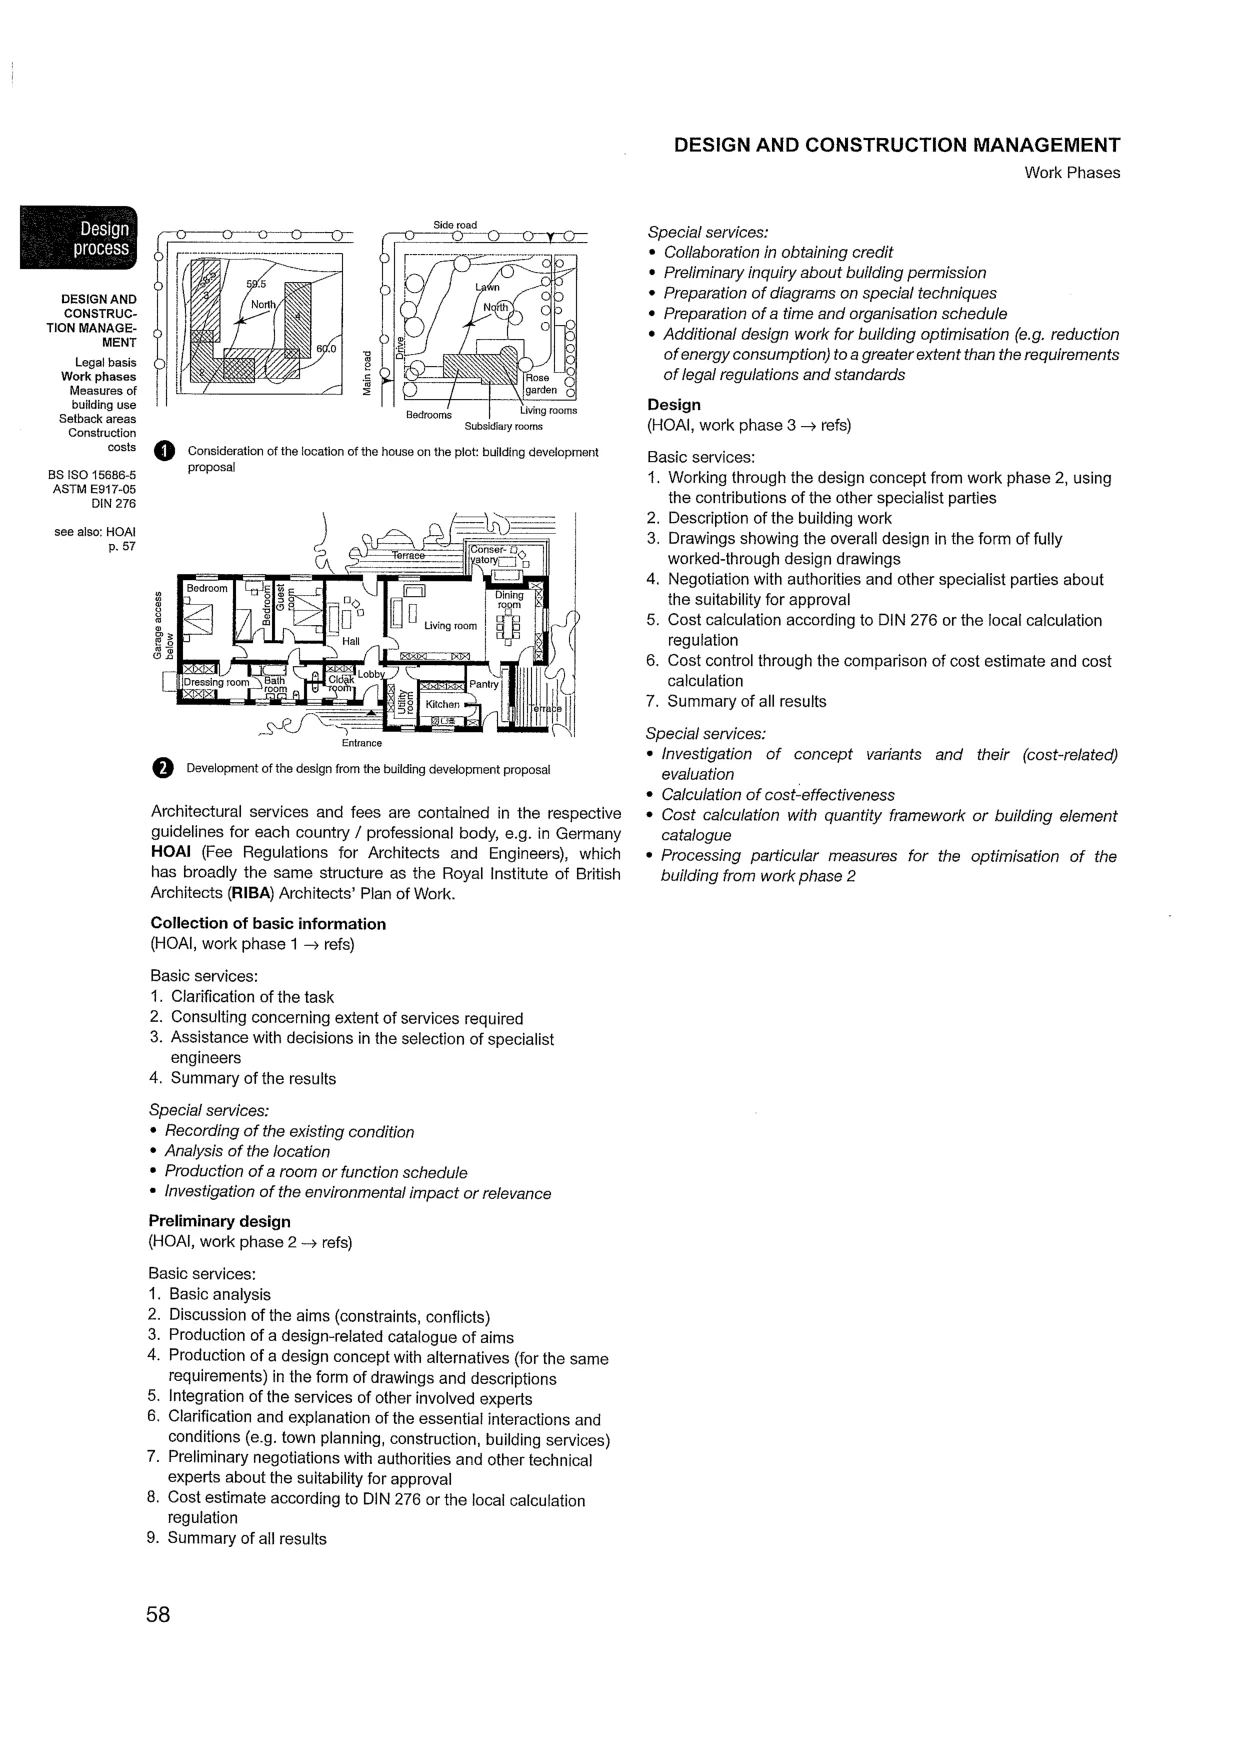 DESIGN AND CONSTRUCTION MANAGEMENT
Work Phases
Design
process
DESIGN AND
CONSTRUC-
TION MANAGE-
MENT
Legal basis
Work phases
Measures of
building use
Setback areas
Construction
costs
BS ISO 15686-5
ASTM E917-05
DIN 276
see also: HOAI
p. 57
59.5
North
60.0
4
Side road
Lawn
North
Drive
Main road
Rose
garden
Bedrooms
Living rooms
Subsidiary rooms
1 Consideration of the location of the house on the plot: building development
proposal
Terrace
Conser-
vatory
Bedroom
Bedroom
Guest
room
Dining
room
Living room
Hall
Garage access
below
Dressing room
Bath
room
Cloak
room
Lobby
Pantry
Utility
room
Kitchen
Terrace
Entrance
2 Development of the design from the building development proposal
Architectural services and fees are contained in the respective
guidelines for each country / professional body, e.g. in Germany
HOAI (Fee Regulations for Architects and Engineers), which
has broadly the same structure as the Royal Institute of British
Architects (RIBA) Architects' Plan of Work.
Collection of basic information
(HOAI, work phase 1 → refs)
Basic services:
1. Clarification of the task
2. Consulting concerning extent of services required
3. Assistance with decisions in the selection of specialist
engineers
4. Summary of the results
Special services:
• Recording of the existing condition
• Analysis of the location
• Production of a room or function schedule
• Investigation of the environmental impact or relevance
Preliminary design
(HOAI, work phase 2 → refs)
Basic services:
1. Basic analysis
2. Discussion of the aims (constraints, conflicts)
3. Production of a design-related catalogue of aims
4. Production of a design concept with alternatives (for the same
requirements) in the form of drawings and descriptions
5. Integration of the services of other involved experts
6. Clarification and explanation of the essential interactions and
conditions (e.g. town planning, construction, building services)
7. Preliminary negotiations with authorities and other technical
experts about the suitability for approval
8. Cost estimate according to DIN 276 or the local calculation
regulation
9. Summary of all results
Special services:
• Collaboration in obtaining credit
• Preliminary inquiry about building permission
• Preparation of diagrams on special techniques
• Preparation of a time and organisation schedule
• Additional design work for building optimisation (e.g. reduction
of energy consumption) to a greater extent than the requirements
of legal regulations and standards
Design
(HOAI, work phase 3 → refs)
Basic services:
1. Working through the design concept from work phase 2, using
the contributions of the other specialist parties
2. Description of the building work
3. Drawings showing the overall design in the form of fully
worked-through design drawings
4. Negotiation with authorities and other specialist parties about
the suitability for approval
5. Cost calculation according to DIN 276 or the local calculation
regulation
6. Cost control through the comparison of cost estimate and cost
calculation
7. Summary of all results
Special services:
• Investigation of concept variants and their (cost-related)
evaluation
• Calculation of cost-effectiveness
• Cost calculation with quantity framework or building element
catalogue
• Processing particular measures for the optimisation of the
building from work phase 2
58